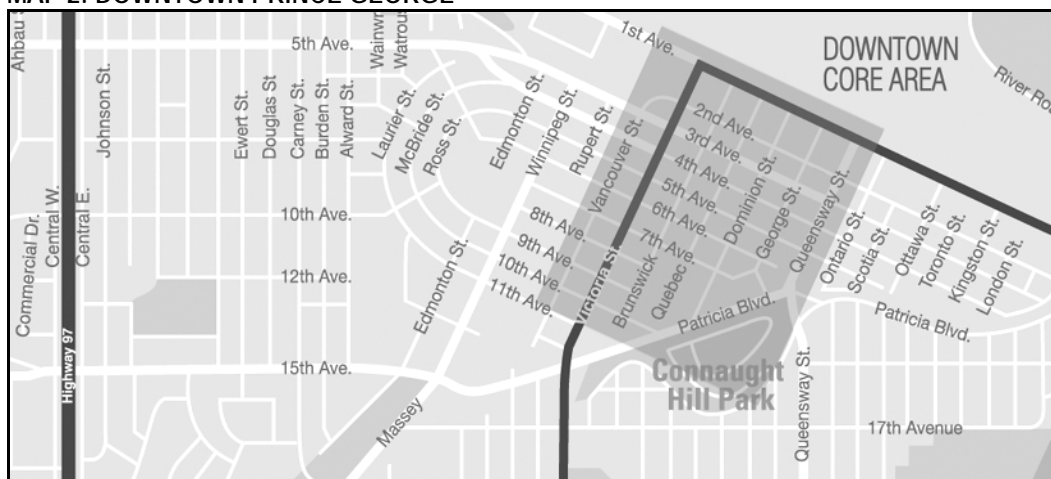 MAP 2: DOWNTOWN PRINCE GEORGE
1st Ave.
DOWNTOWN
CORE AREA
5th Ave.
Johnson St.
Ewert St.
Douglas St
Carney St.
Burden St.
Alward St.
Laurier St.
McBride St.
Ross St.
Edmonton St.
Winnipeg St.
Rupert St.
Vancouver St.
2nd Ave.
3rd Ave.
4th Ave.
5th Ave.
6th Ave.
7th Ave.
Dominion St.
George St.
Queensway St.
Ontario St.
Scotia St.
Ottawa St.
Toronto St.
Kingston St.
London St.
Commercial Dr.
Central W.
Central E.
10th Ave.
12th Ave.
15th Ave.
Edmonton St.
8th Ave.
9th Ave.
10th Ave.
11th Ave.
Victoria St.
Brunswick
Quebec
Patricia Blvd.
Patricia Blvd.
Highway 97
Massey
Connaught
Hill Park
Queensway St.
17th Avenue